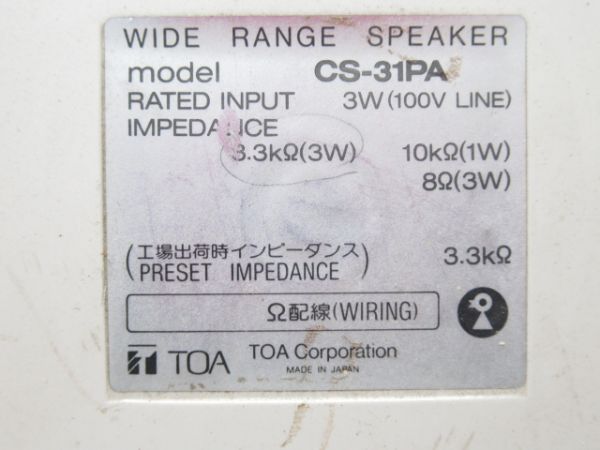 WIDE RANGE SPEAKER
model CS-31PA
RATED INPUT 3W (100V LINE)
IMPEDANCE
3.3kΩ(3W) 10kΩ(1W)
8Ω(3W)
(工場出荷時インピーダンス
PRESET IMPEDANCE) 3.3kΩ
Ω配線(WIRING)
TOA TOA Corporation
MADE IN JAPAN